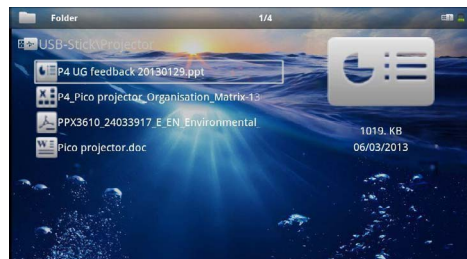 Folder 1/4
USB-Stick\Projector
P4 UG feedback 20130129.ppt
P4_Pico projector_Organisation_Matrix-13
PPX3610_24033917_E_EN_Environmental_
Pico projector.doc
1019. KB
06/03/2013